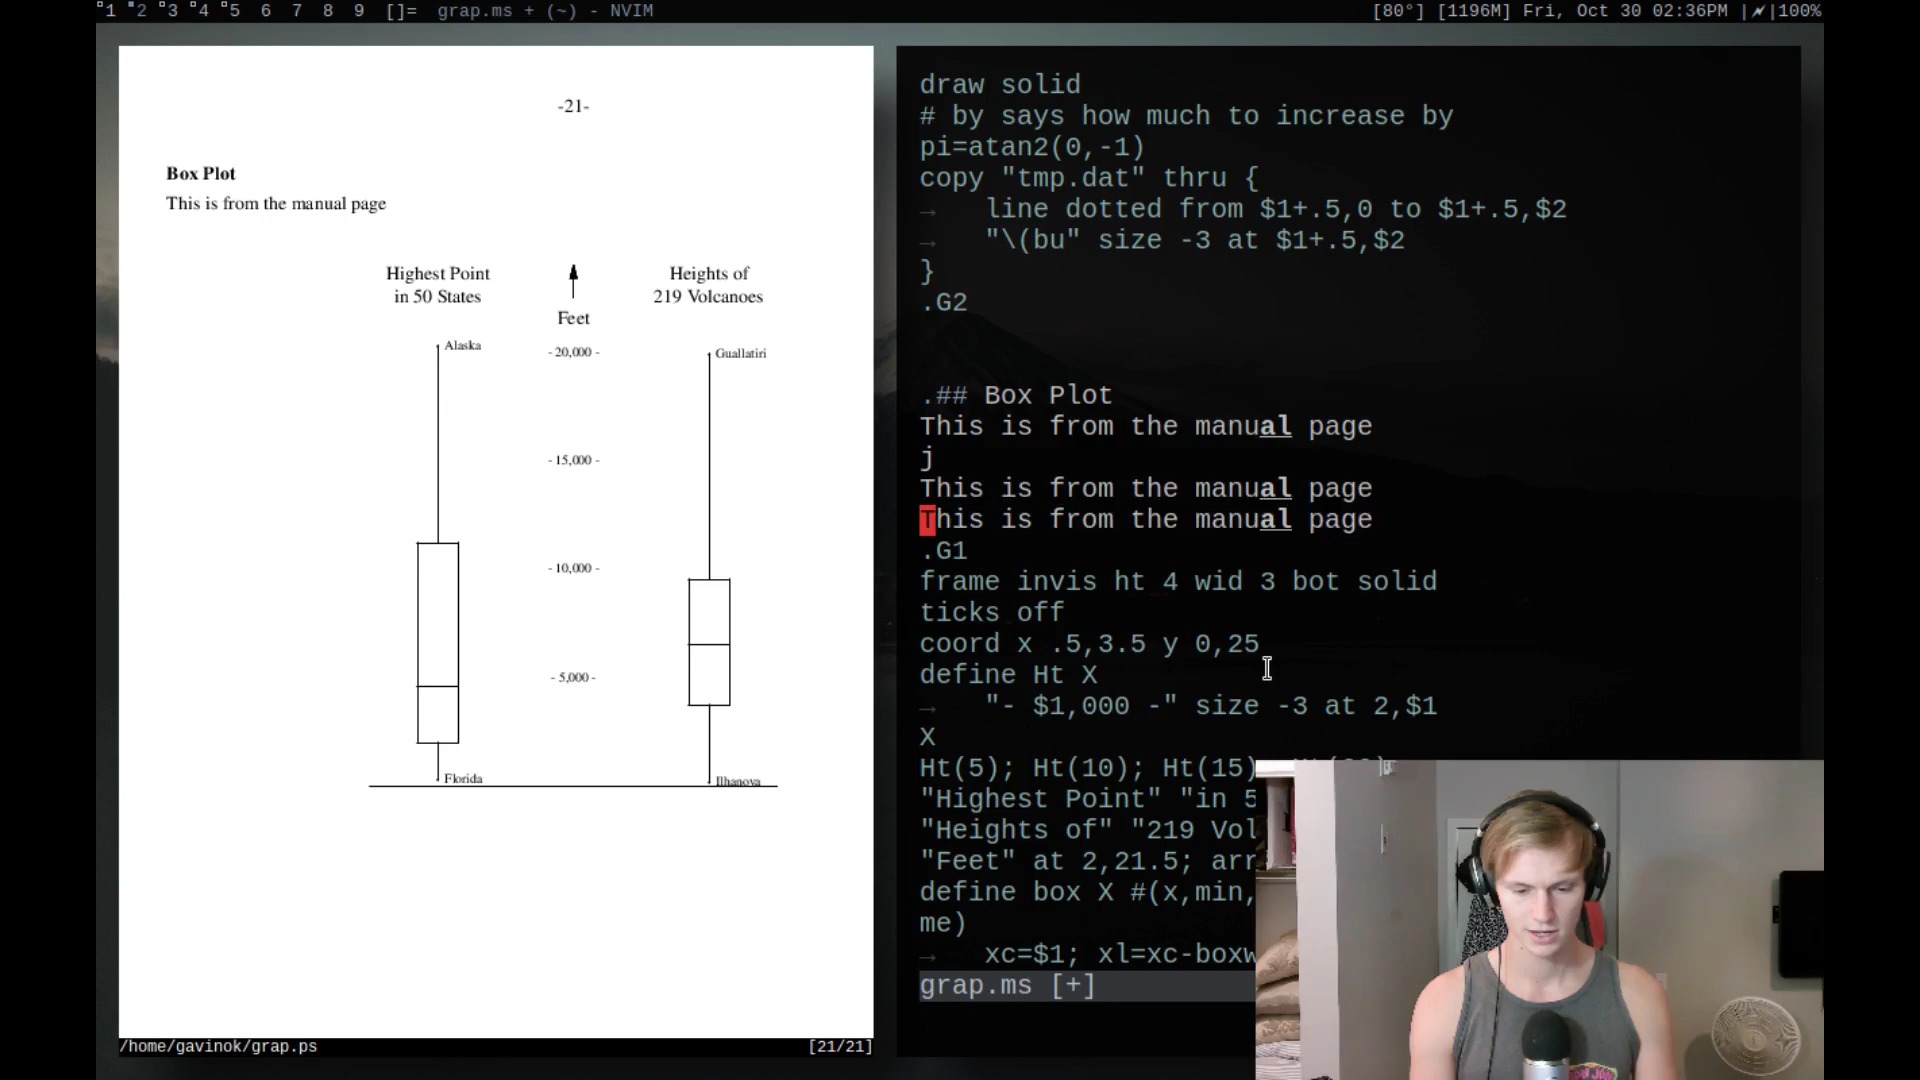 1 2 3 4 5 6 7 8 9 []= grap.ms + (~) - NVIM
[80°] [1196M] Fri, Oct 30 02:36PM |⚡|100%
-21-
Box Plot
This is from the manual page
Highest Point
in 50 States
Feet
Heights of
219 Volcanoes
Alaska
- 20,000 -
Guallatiri
- 15,000 -
- 10,000 -
- 5,000 -
Florida
Ilhanova
/home/gavinok/grap.ps [21/21]
draw solid
# by says how much to increase by
pi=atan2(0,-1)
copy "tmp.dat" thru {
→ line dotted from $1+.5,0 to $1+.5,$2
→ "\(bu" size -3 at $1+.5,$2
}
.G2
.## Box Plot
This is from the manual page
j
This is from the manual page
This is from the manual page
.G1
frame invis ht 4 wid 3 bot solid
ticks off
coord x .5,3.5 y 0,25
define Ht X
→ "- $1,000 -" size -3 at 2,$1
X
Ht(5); Ht(10); Ht(15)
"Highest Point" "in 5
"Heights of" "219 Vol
"Feet" at 2,21.5; arr
define box X #(x,min,
me)
→ xc=$1; xl=xc-boxw
grap.ms [+]